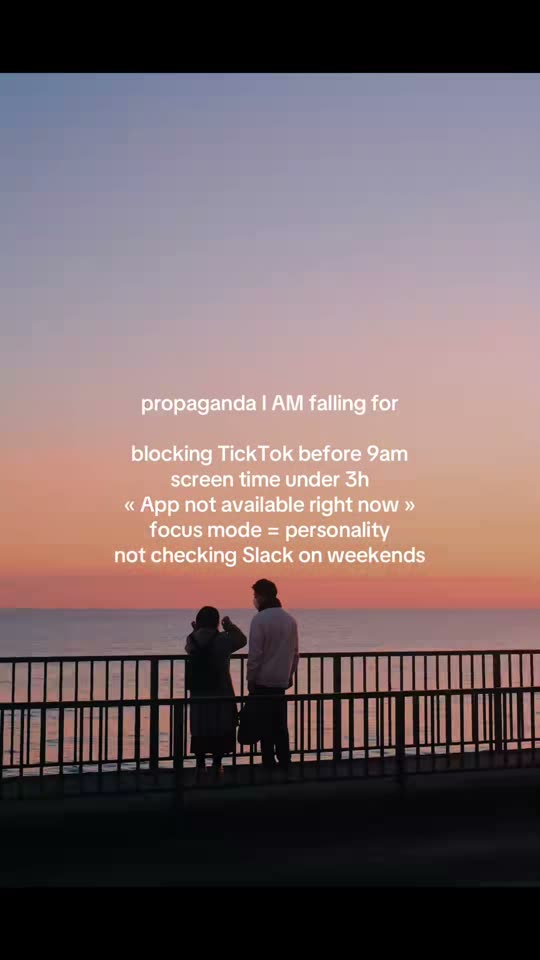 propaganda I AM falling for
blocking TickTok before 9am
screen time under 3h
« App not available right now »
focus mode = personality
not checking Slack on weekends